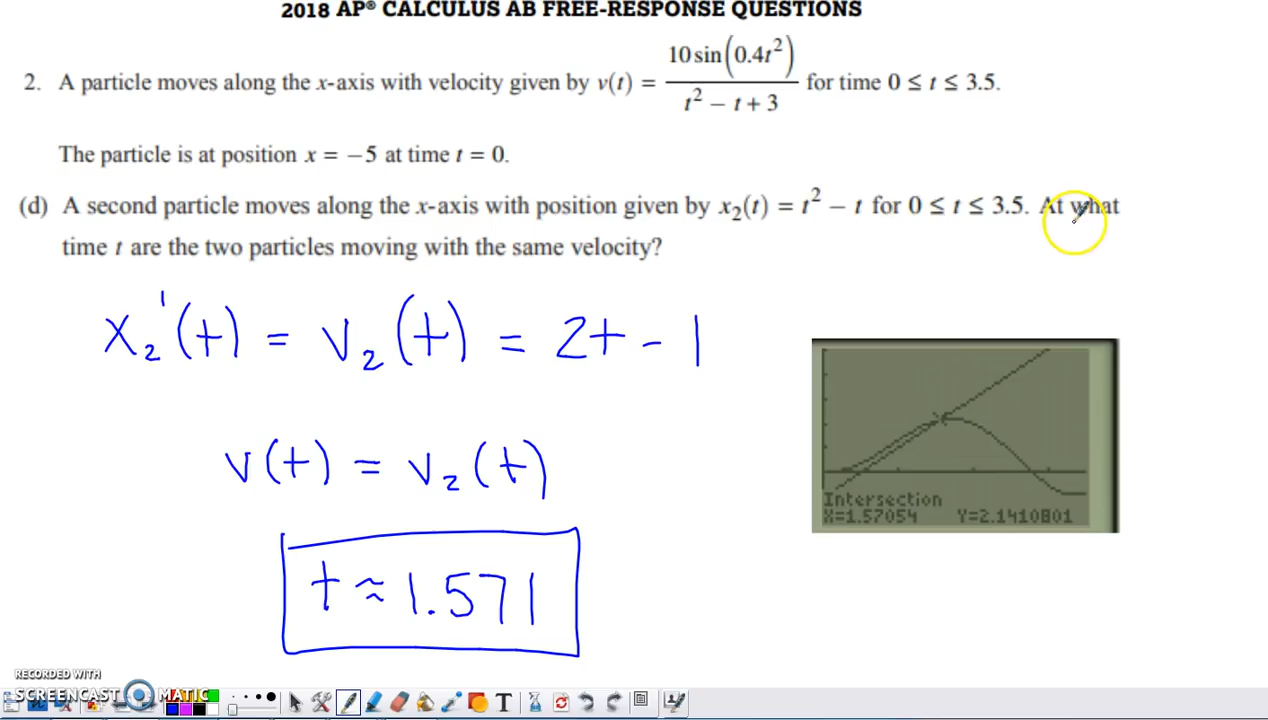 2018 AP® CALCULUS AB FREE-RESPONSE QUESTIONS
2. A particle moves along the x-axis with velocity given by v(t) = 10 sin(0.4t²) / (t² − t + 3) for time 0 ≤ t ≤ 3.5.
The particle is at position x = −5 at time t = 0.
(d) A second particle moves along the x-axis with position given by x₂(t) = t² − t for 0 ≤ t ≤ 3.5. At what
time t are the two particles moving with the same velocity?
x₂'(t) = v₂(t) = 2t - 1
v(t) = v₂(t)
t ≈ 1.571
Intersection
X=1.57054 Y=2.1410801
RECORDED WITH
SCREENCAST MATIC
T